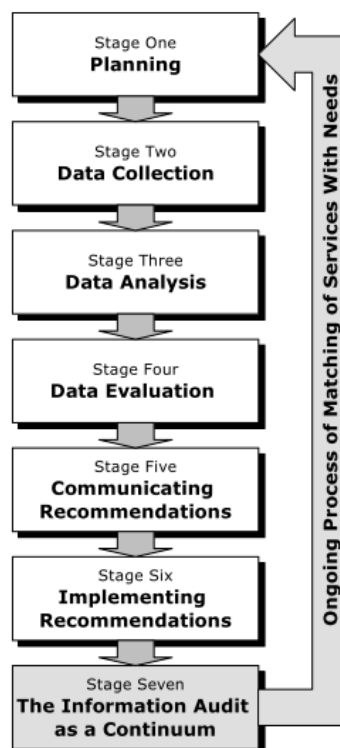 Stage One
Planning
Stage Two
Data Collection
Stage Three
Data Analysis
Stage Four
Data Evaluation
Stage Five
Communicating
Recommendations
Stage Six
Implementing
Recommendations
Stage Seven
The Information Audit
as a Continuum
Ongoing Process of Matching of Services With Needs